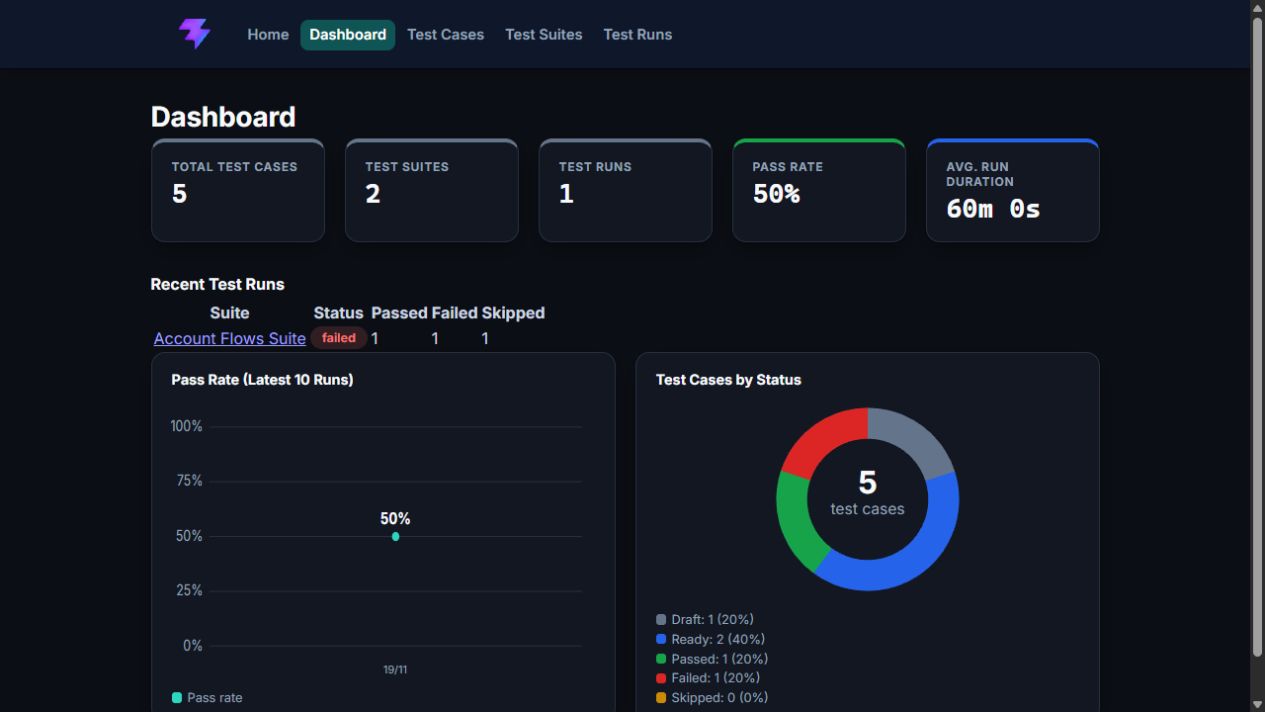 Home Dashboard Test Cases Test Suites Test Runs
Dashboard
TOTAL TEST CASES
5
TEST SUITES
2
TEST RUNS
1
PASS RATE
50%
AVG. RUN
DURATION
60m 0s
Recent Test Runs
Suite Status Passed Failed Skipped
Account Flows Suite failed 1 1 1
Pass Rate (Latest 10 Runs)
100%
75%
50%
50%
25%
0%
19/11
Pass rate
Test Cases by Status
5
test cases
Draft: 1 (20%)
Ready: 2 (40%)
Passed: 1 (20%)
Failed: 1 (20%)
Skipped: 0 (0%)